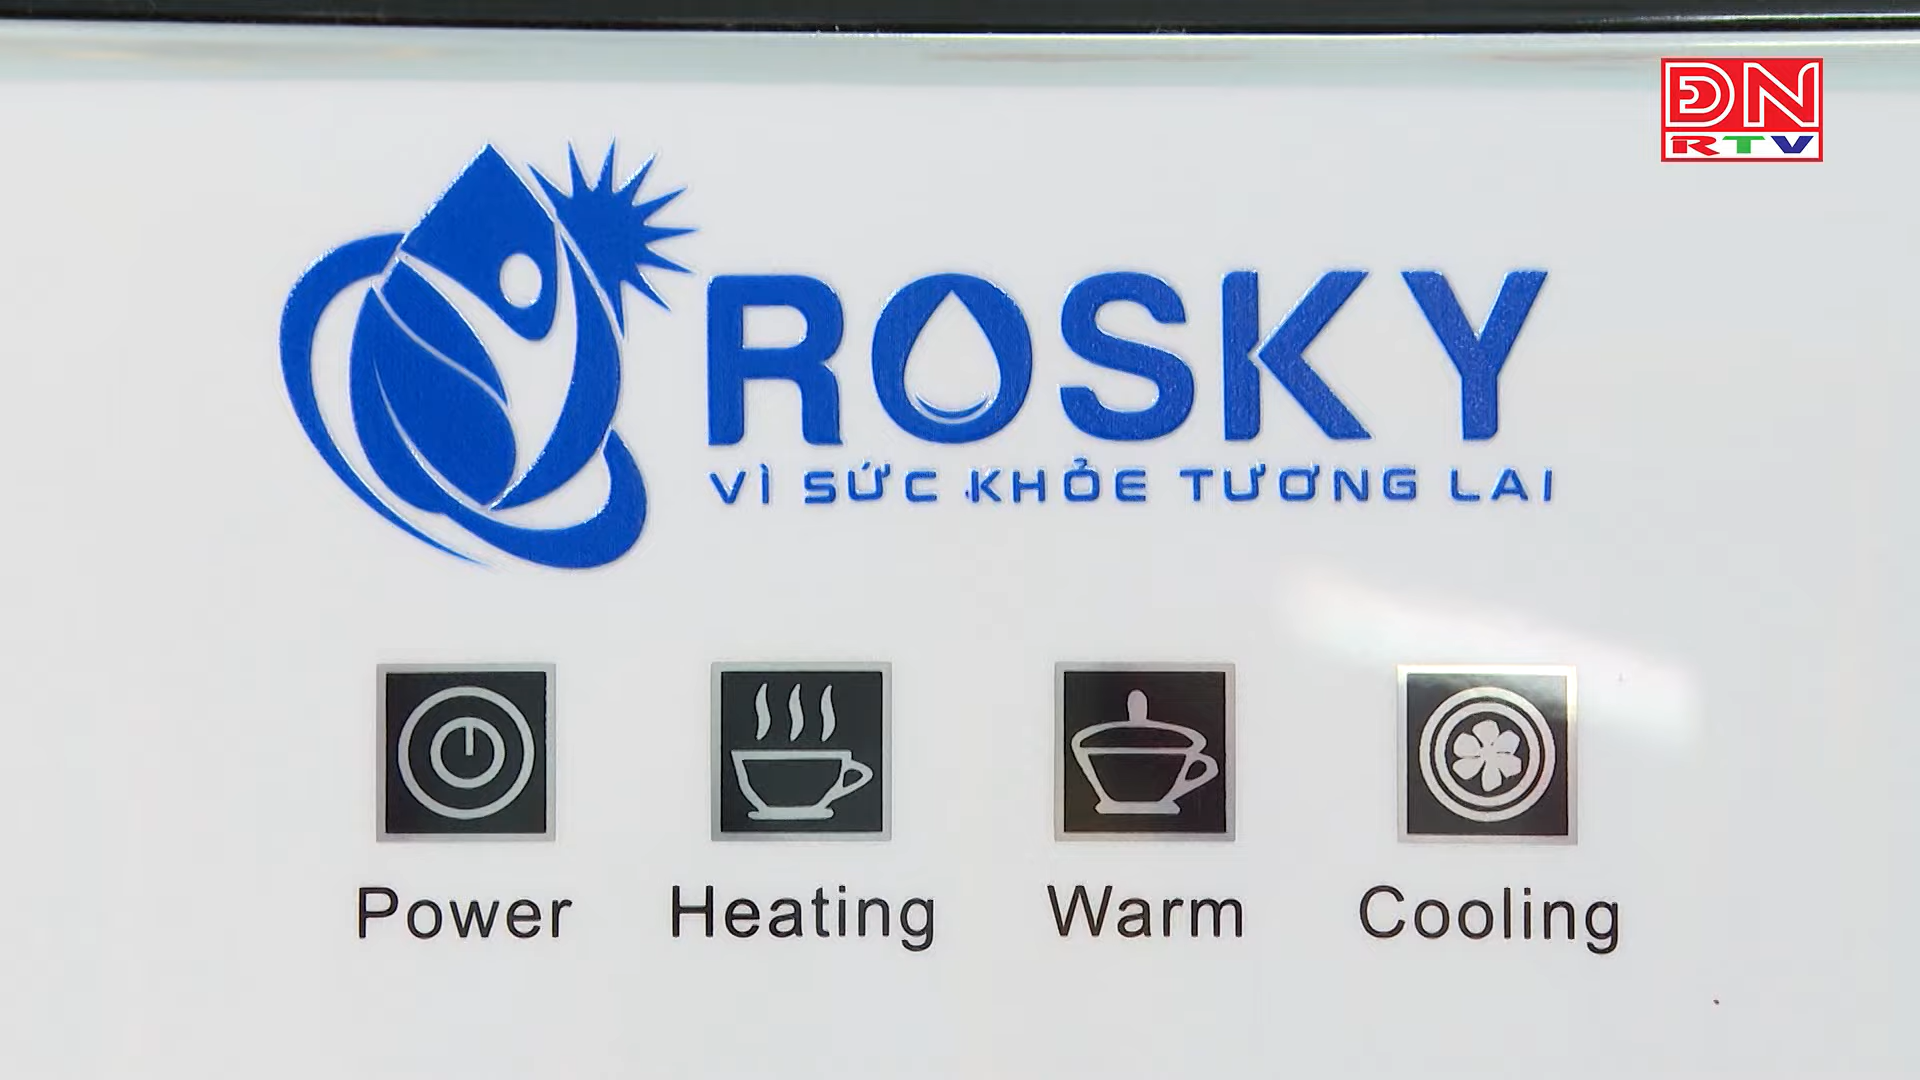 ĐN
RTV
ROSKY
VÌ SỨC KHỎE TƯƠNG LAI
Power Heating Warm Cooling